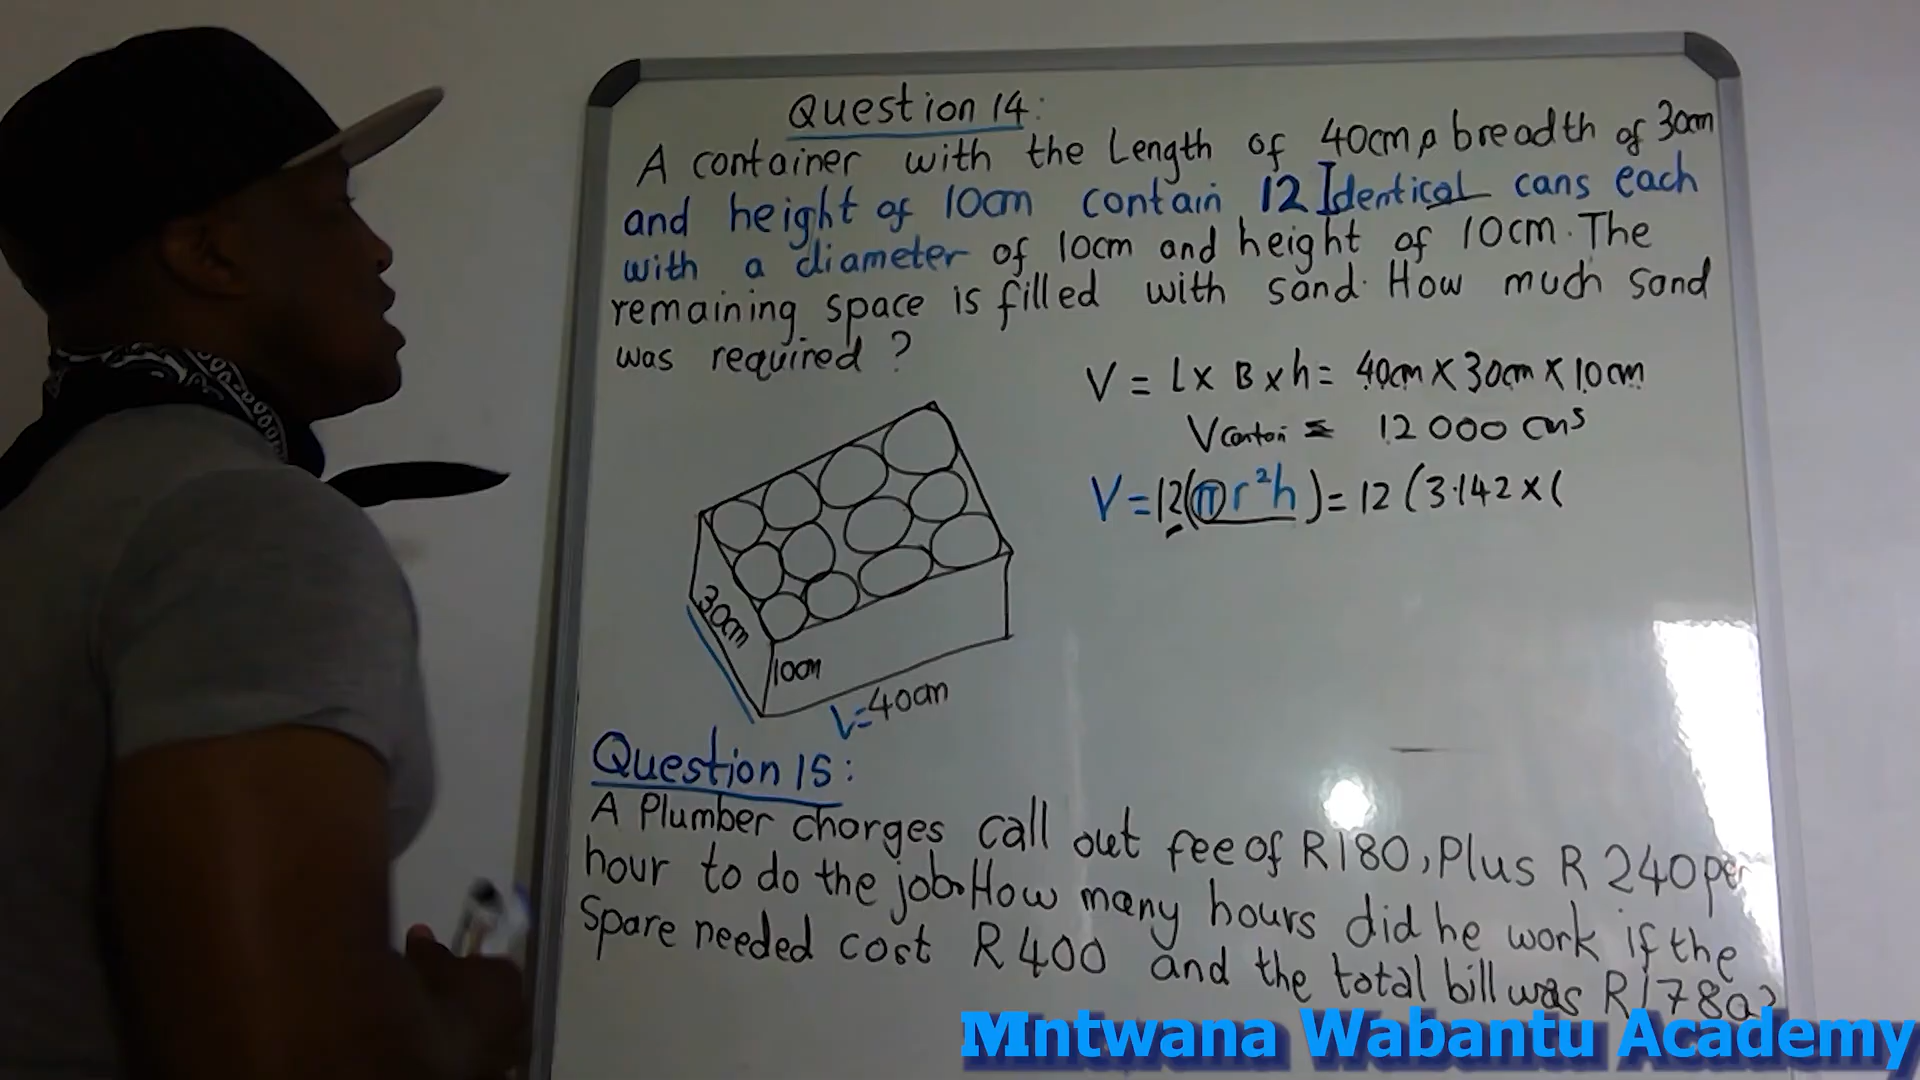 Question 14:
A container with the Length of 40cm, breadth of 30cm
and height of 10cm contain 12 Identical cans each
with a diameter of 10cm and height of 10cm. The
remaining space is filled with sand. How much sand
was required ?
V = L x B x h = 40cm x 30cm x 10cm
Vcontain = 12 000 cm³
V = 12(πr²h) = 12 (3.142 x (
30cm
10cm
L=40cm
Question 15:
A Plumber charges call out fee of R180, Plus R 240 per
hour to do the job. How many hours did he work if the
Spare needed cost R400 and the total bill was R1780?
Mntwana Wabantu Academy